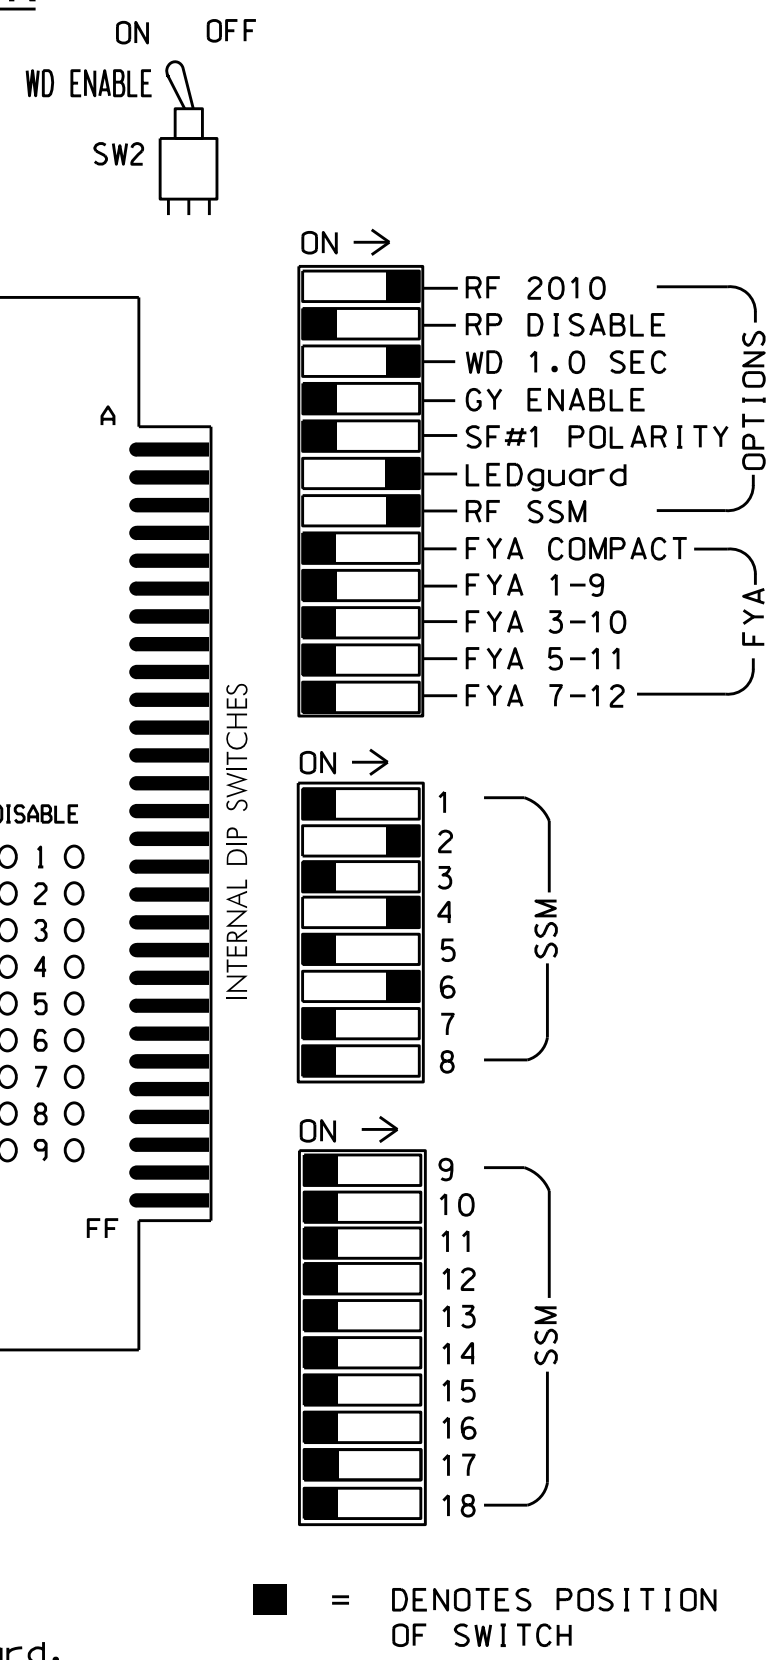 ON OFF
WD ENABLE
SW2
ON
RF 2010
RP DISABLE
WD 1.0 SEC
GY ENABLE
SF#1 POLARITY
LEDguard
RF SSM
OPTIONS
FYA COMPACT
FYA 1-9
FYA 3-10
FYA 5-11
FYA 7-12
FYA
A
FF
INTERNAL DIP SWITCHES
DISABLE
1
2
3
4
5
6
7
8
9
ON
1
2
3
4
5
6
7
8
SSM
ON
9
10
11
12
13
14
15
16
17
18
SSM
= DENOTES POSITION
OF SWITCH